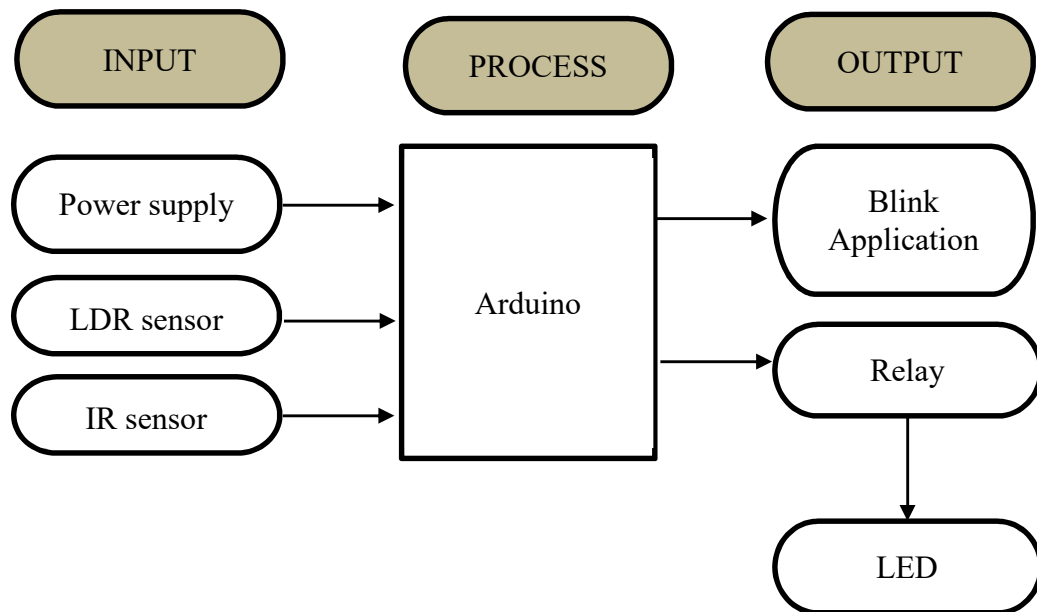 INPUT
PROCESS
OUTPUT
Power supply
LDR sensor
IR sensor
Arduino
Blink
Application
Relay
LED